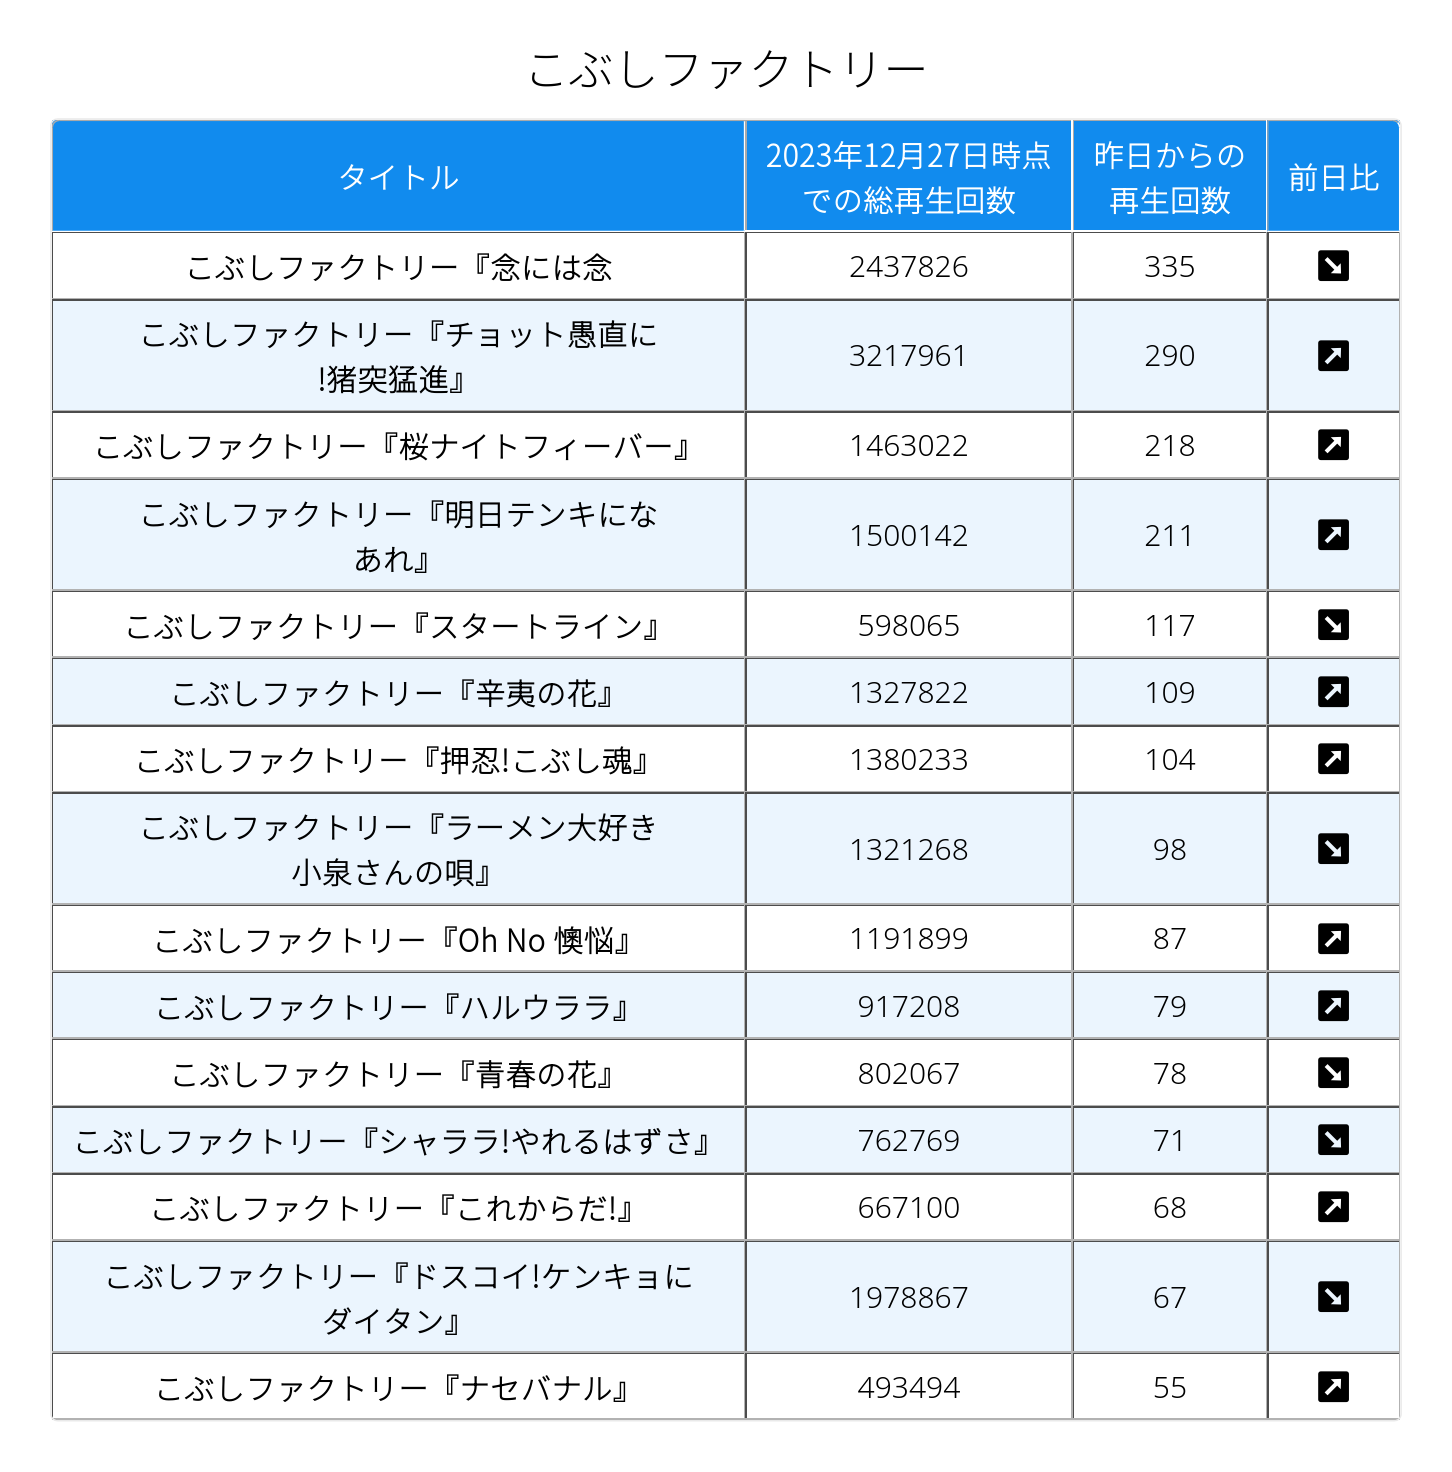 こぶしファクトリー
タイトル
2023年12月27日時点
での総再生回数
昨日からの
再生回数
前日比
こぶしファクトリー『念には念 2437826 335
こぶしファクトリー『チョット愚直に
!猪突猛進』 3217961 290
こぶしファクトリー『桜ナイトフィーバー』 1463022 218
こぶしファクトリー『明日テンキにな
あれ』 1500142 211
こぶしファクトリー『スタートライン』 598065 117
こぶしファクトリー『辛夷の花』 1327822 109
こぶしファクトリー『押忍!こぶし魂』 1380233 104
こぶしファクトリー『ラーメン大好き
小泉さんの唄』 1321268 98
こぶしファクトリー『Oh No 懊悩』 1191899 87
こぶしファクトリー『ハルウララ』 917208 79
こぶしファクトリー『青春の花』 802067 78
こぶしファクトリー『シャララ!やれるはずさ』 762769 71
こぶしファクトリー『これからだ!』 667100 68
こぶしファクトリー『ドスコイ!ケンキョに
ダイタン』 1978867 67
こぶしファクトリー『ナセバナル』 493494 55